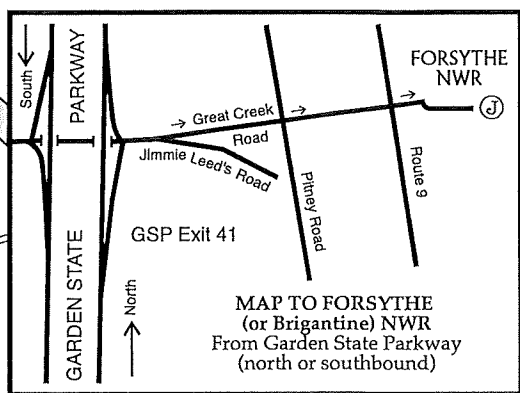 South
PARKWAY
FORSYTHE
NWR
J
Great Creek
Road
Jimmie Leed's Road
Pitney Road
Route 9
GSP Exit 41
GARDEN STATE
North
MAP TO FORSYTHE
(or Brigantine) NWR
From Garden State Parkway
(north or southbound)